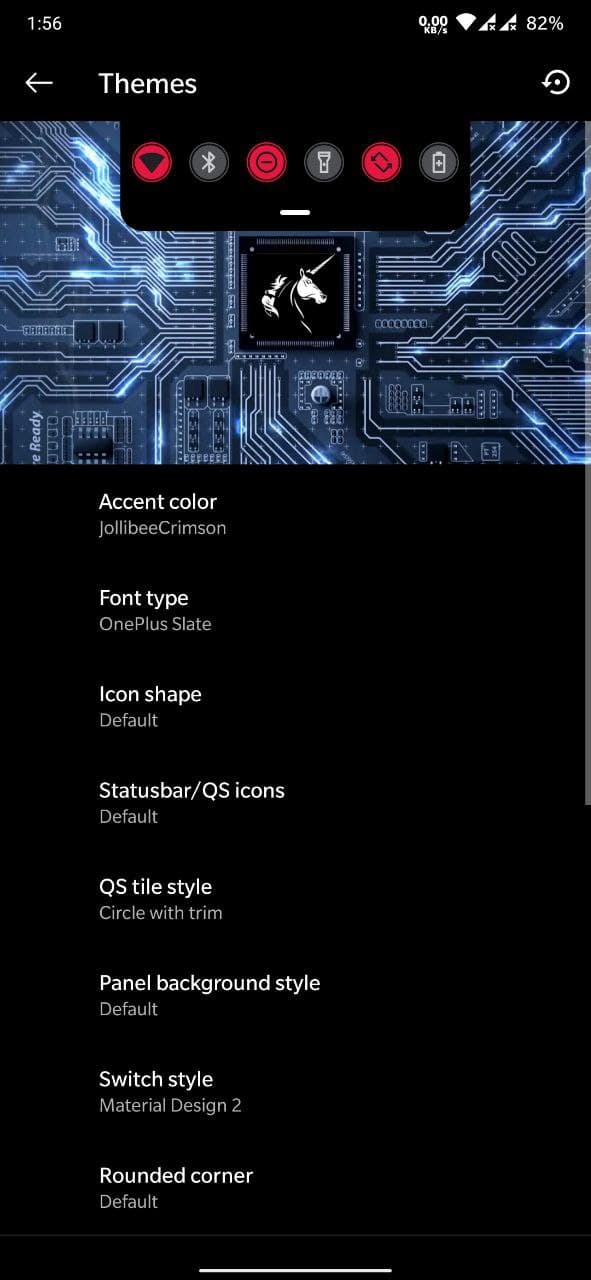 1:56
0.00
KB/s
82%
Themes
e Ready
Accent color
JollibeeCrimson
Font type
OnePlus Slate
Icon shape
Default
Statusbar/QS icons
Default
QS tile style
Circle with trim
Panel background style
Default
Switch style
Material Design 2
Rounded corner
Default